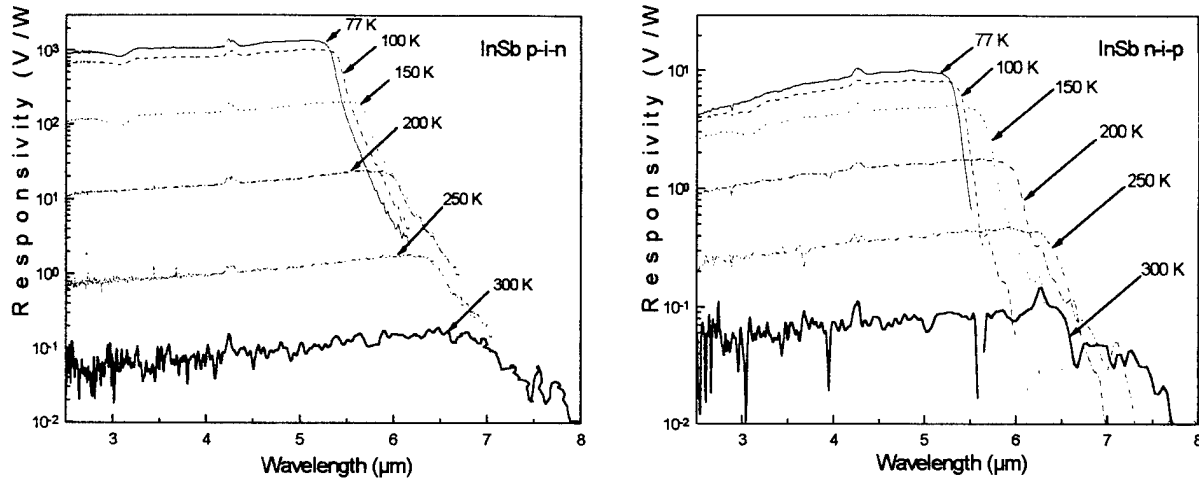 Responsivity (V/W)
10³
10²
10¹
10⁰
10⁻¹
10⁻²
77 K
100 K
150 K
200 K
250 K
300 K
InSb p-i-n
3 4 5 6 7 8
Wavelength (μm)
Responsivity (V/W)
10¹
10⁰
10⁻¹
10⁻²
77 K
100 K
150 K
200 K
250 K
300 K
InSb n-i-p
3 4 5 6 7 8
Wavelength (μm)